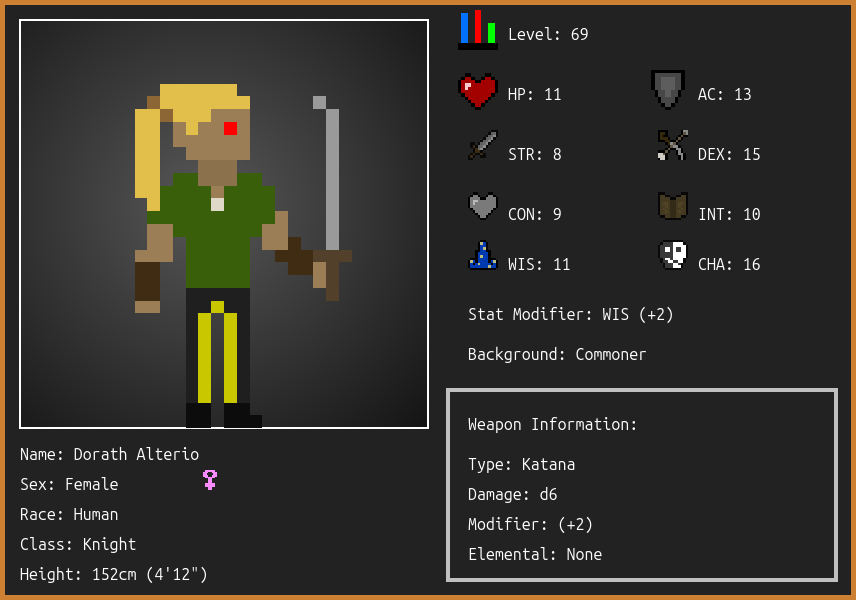 Level: 69
HP: 11
AC: 13
STR: 8
DEX: 15
CON: 9
INT: 10
WIS: 11
CHA: 16
Stat Modifier: WIS (+2)
Background: Commoner
Weapon Information:
Type: Katana
Damage: d6
Modifier: (+2)
Elemental: None
Name: Dorath Alterio
Sex: Female
Race: Human
Class: Knight
Height: 152cm (4'12")